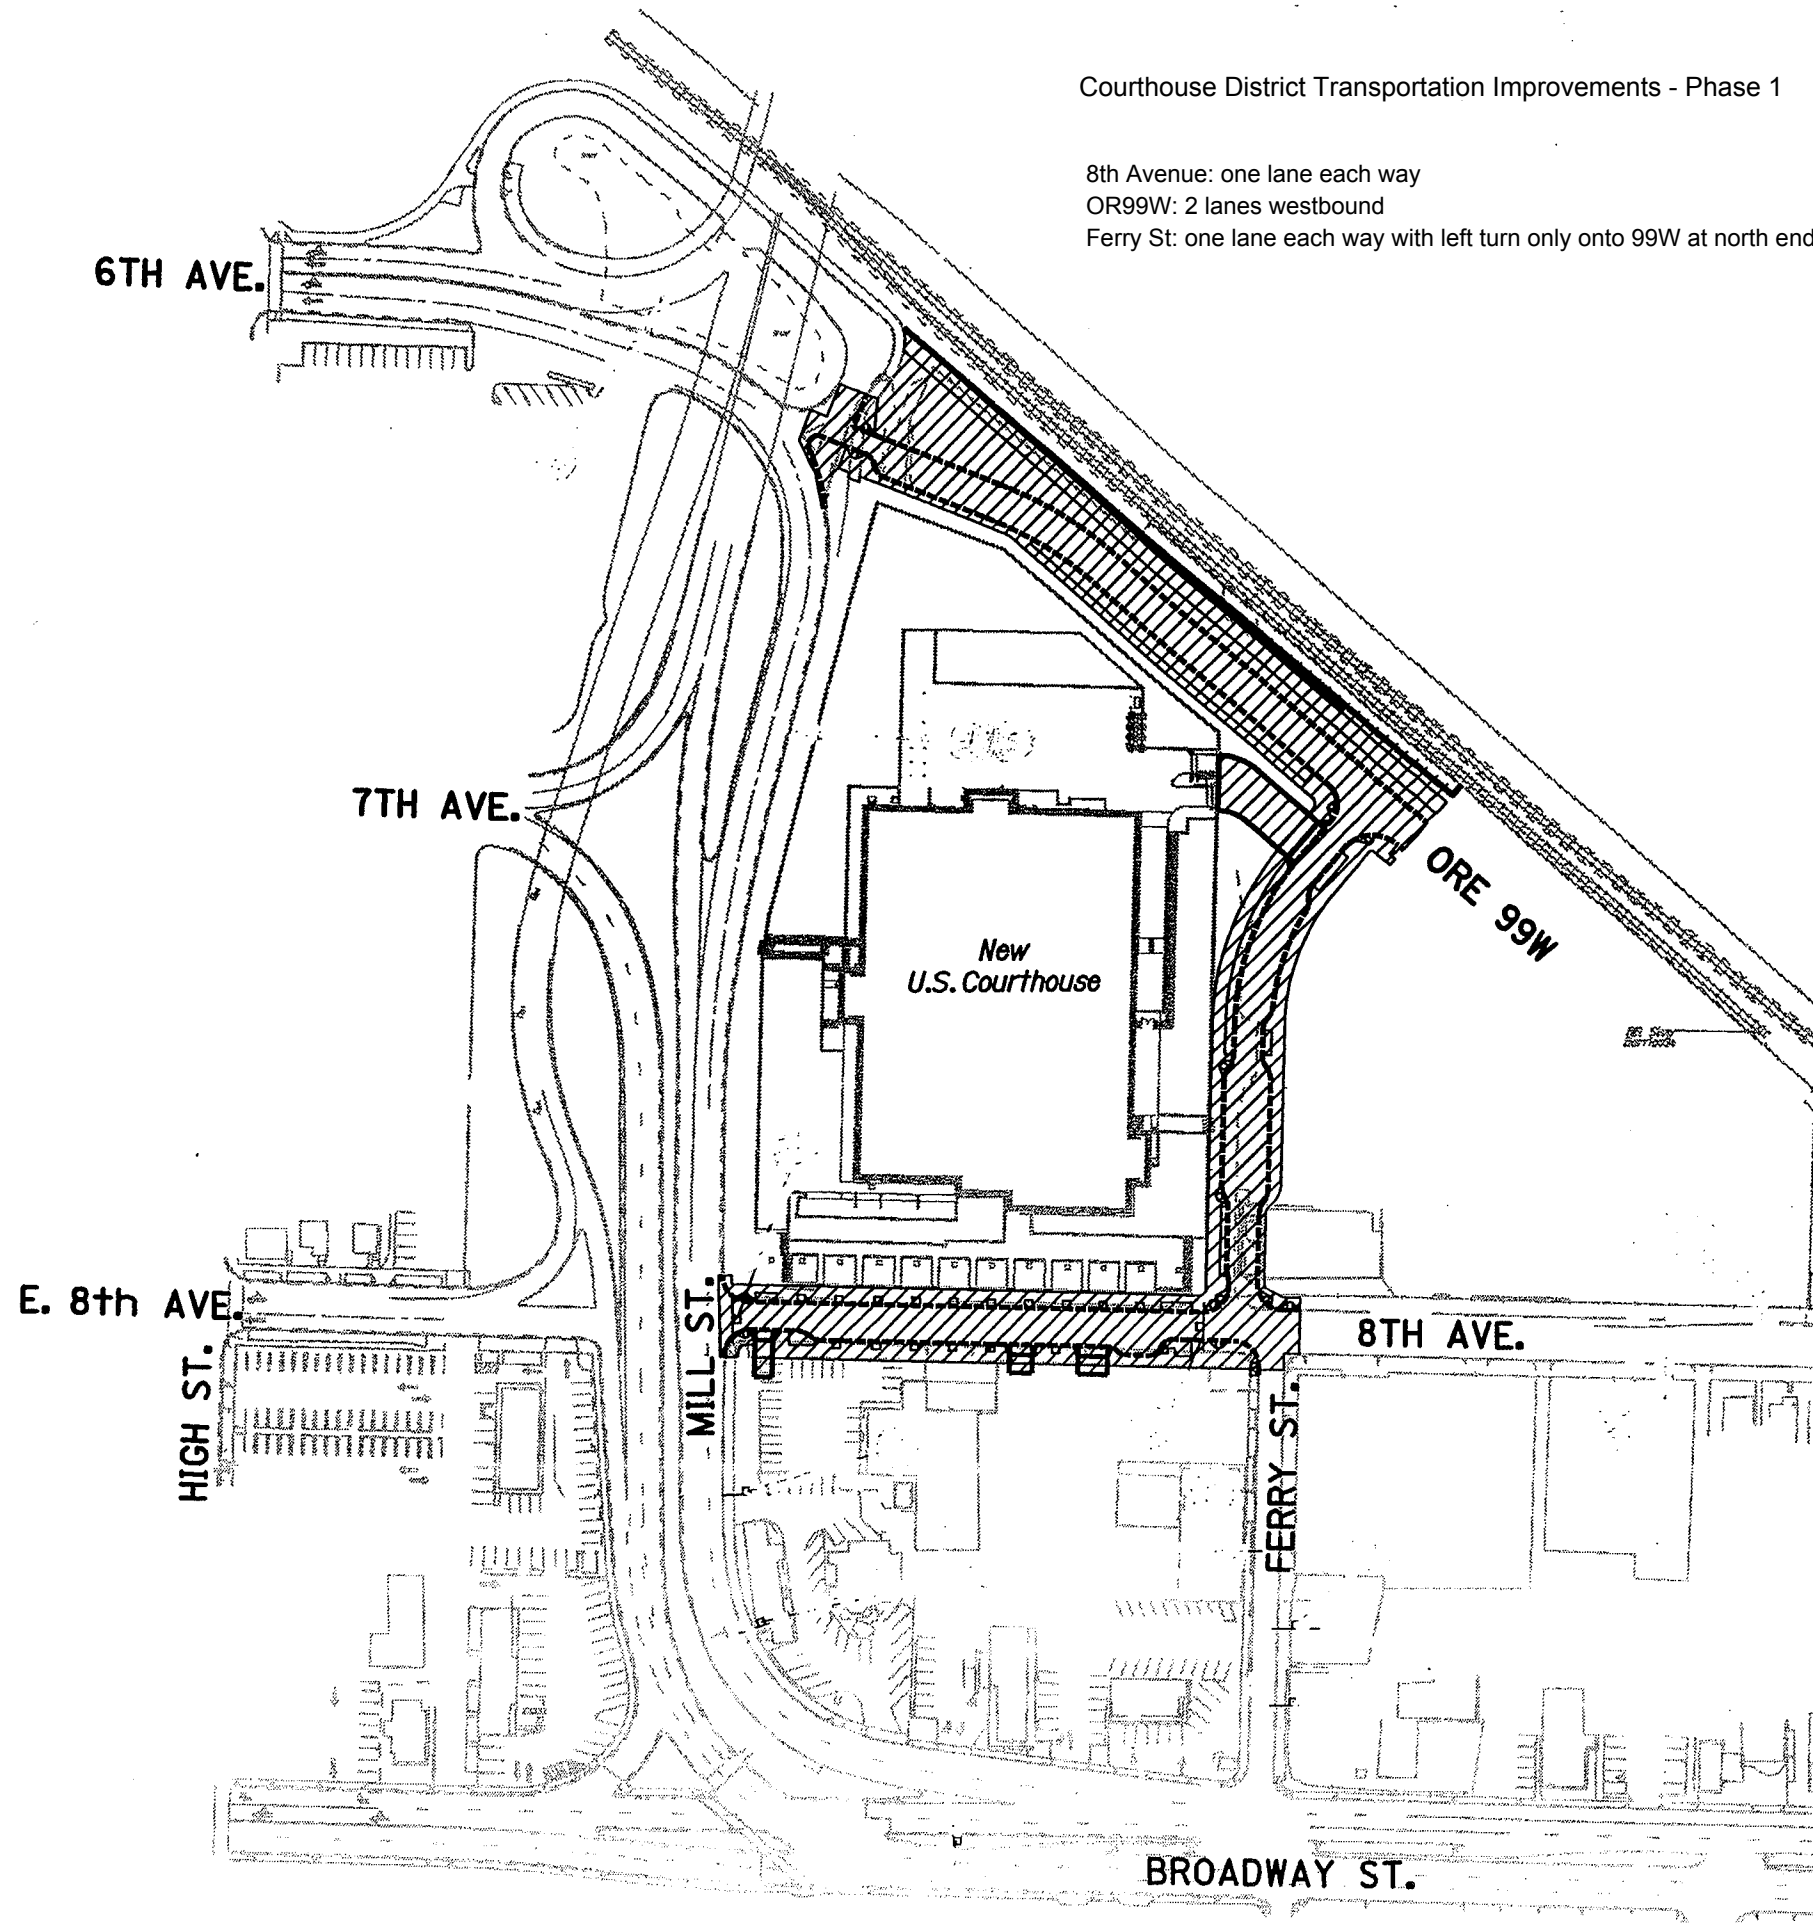 Courthouse District Transportation Improvements - Phase 1
8th Avenue: one lane each way
OR99W: 2 lanes westbound
Ferry St: one lane each way with left turn only onto 99W at north end
6TH AVE.
7TH AVE.
ORE 99W
New
U.S. Courthouse
E. 8th AVE.
MILL ST.
8TH AVE.
HIGH ST.
FERRY ST.
BROADWAY ST.